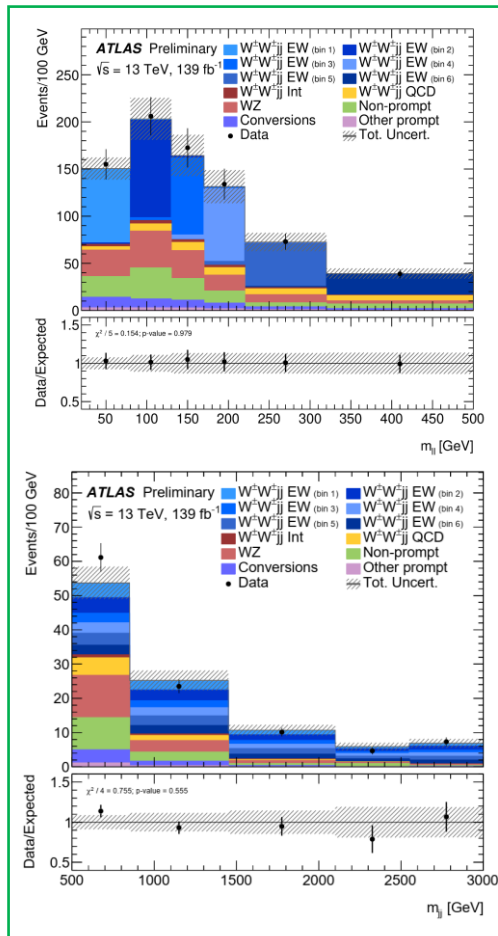 ATLAS Preliminary
√s = 13 TeV, 139 fb⁻¹
W±W±jj EW (bin 1) W±W±jj EW (bin 2)
W±W±jj EW (bin 3) W±W±jj EW (bin 4)
W±W±jj EW (bin 5) W±W±jj EW (bin 6)
W±W±jj Int W±W±jj QCD
WZ Non-prompt
Conversions Other prompt
Data Tot. Uncert.
Events/100 GeV
250
200
150
100
50
0
χ² / 5 = 0.154; p-value = 0.979
Data/Expected
1.5
1
0.5
100 150 200 250 300 350 400 450 500
m_ll [GeV]
ATLAS Preliminary
√s = 13 TeV, 139 fb⁻¹
W±W±jj EW (bin 1) W±W±jj EW (bin 2)
W±W±jj EW (bin 3) W±W±jj EW (bin 4)
W±W±jj EW (bin 5) W±W±jj EW (bin 6)
W±W±jj Int W±W±jj QCD
WZ Non-prompt
Conversions Other prompt
Data Tot. Uncert.
Events/100 GeV
80
70
60
50
40
30
20
10
0
χ² / 4 = 0.755; p-value = 0.555
Data/Expected
1.5
1
0.5
500 1000 1500 2000 2500 3000
m_jj [GeV]